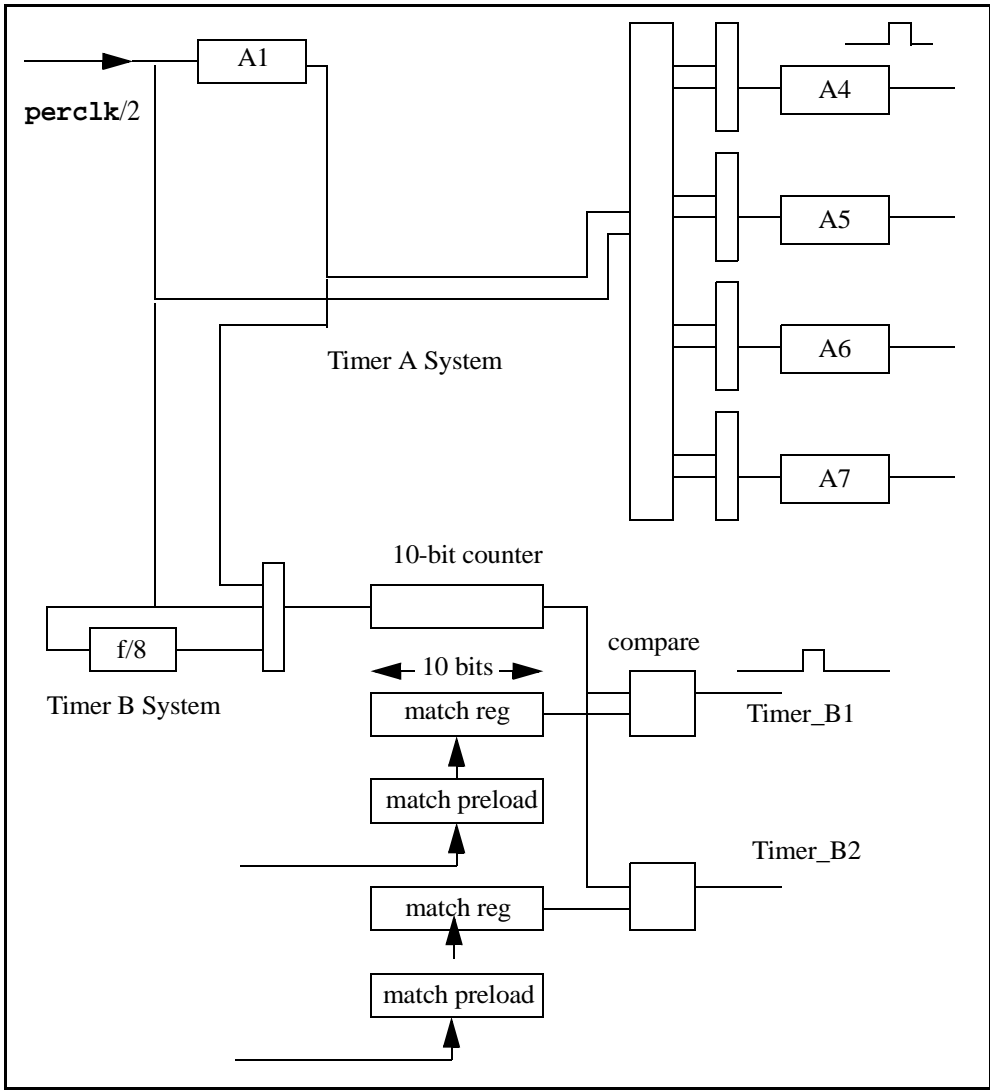 A1
perclk/2
A4
A5
A6
A7
Timer A System
10-bit counter
f/8
Timer B System
10 bits
compare
match reg
Timer_B1
match preload
Timer_B2
match reg
match preload